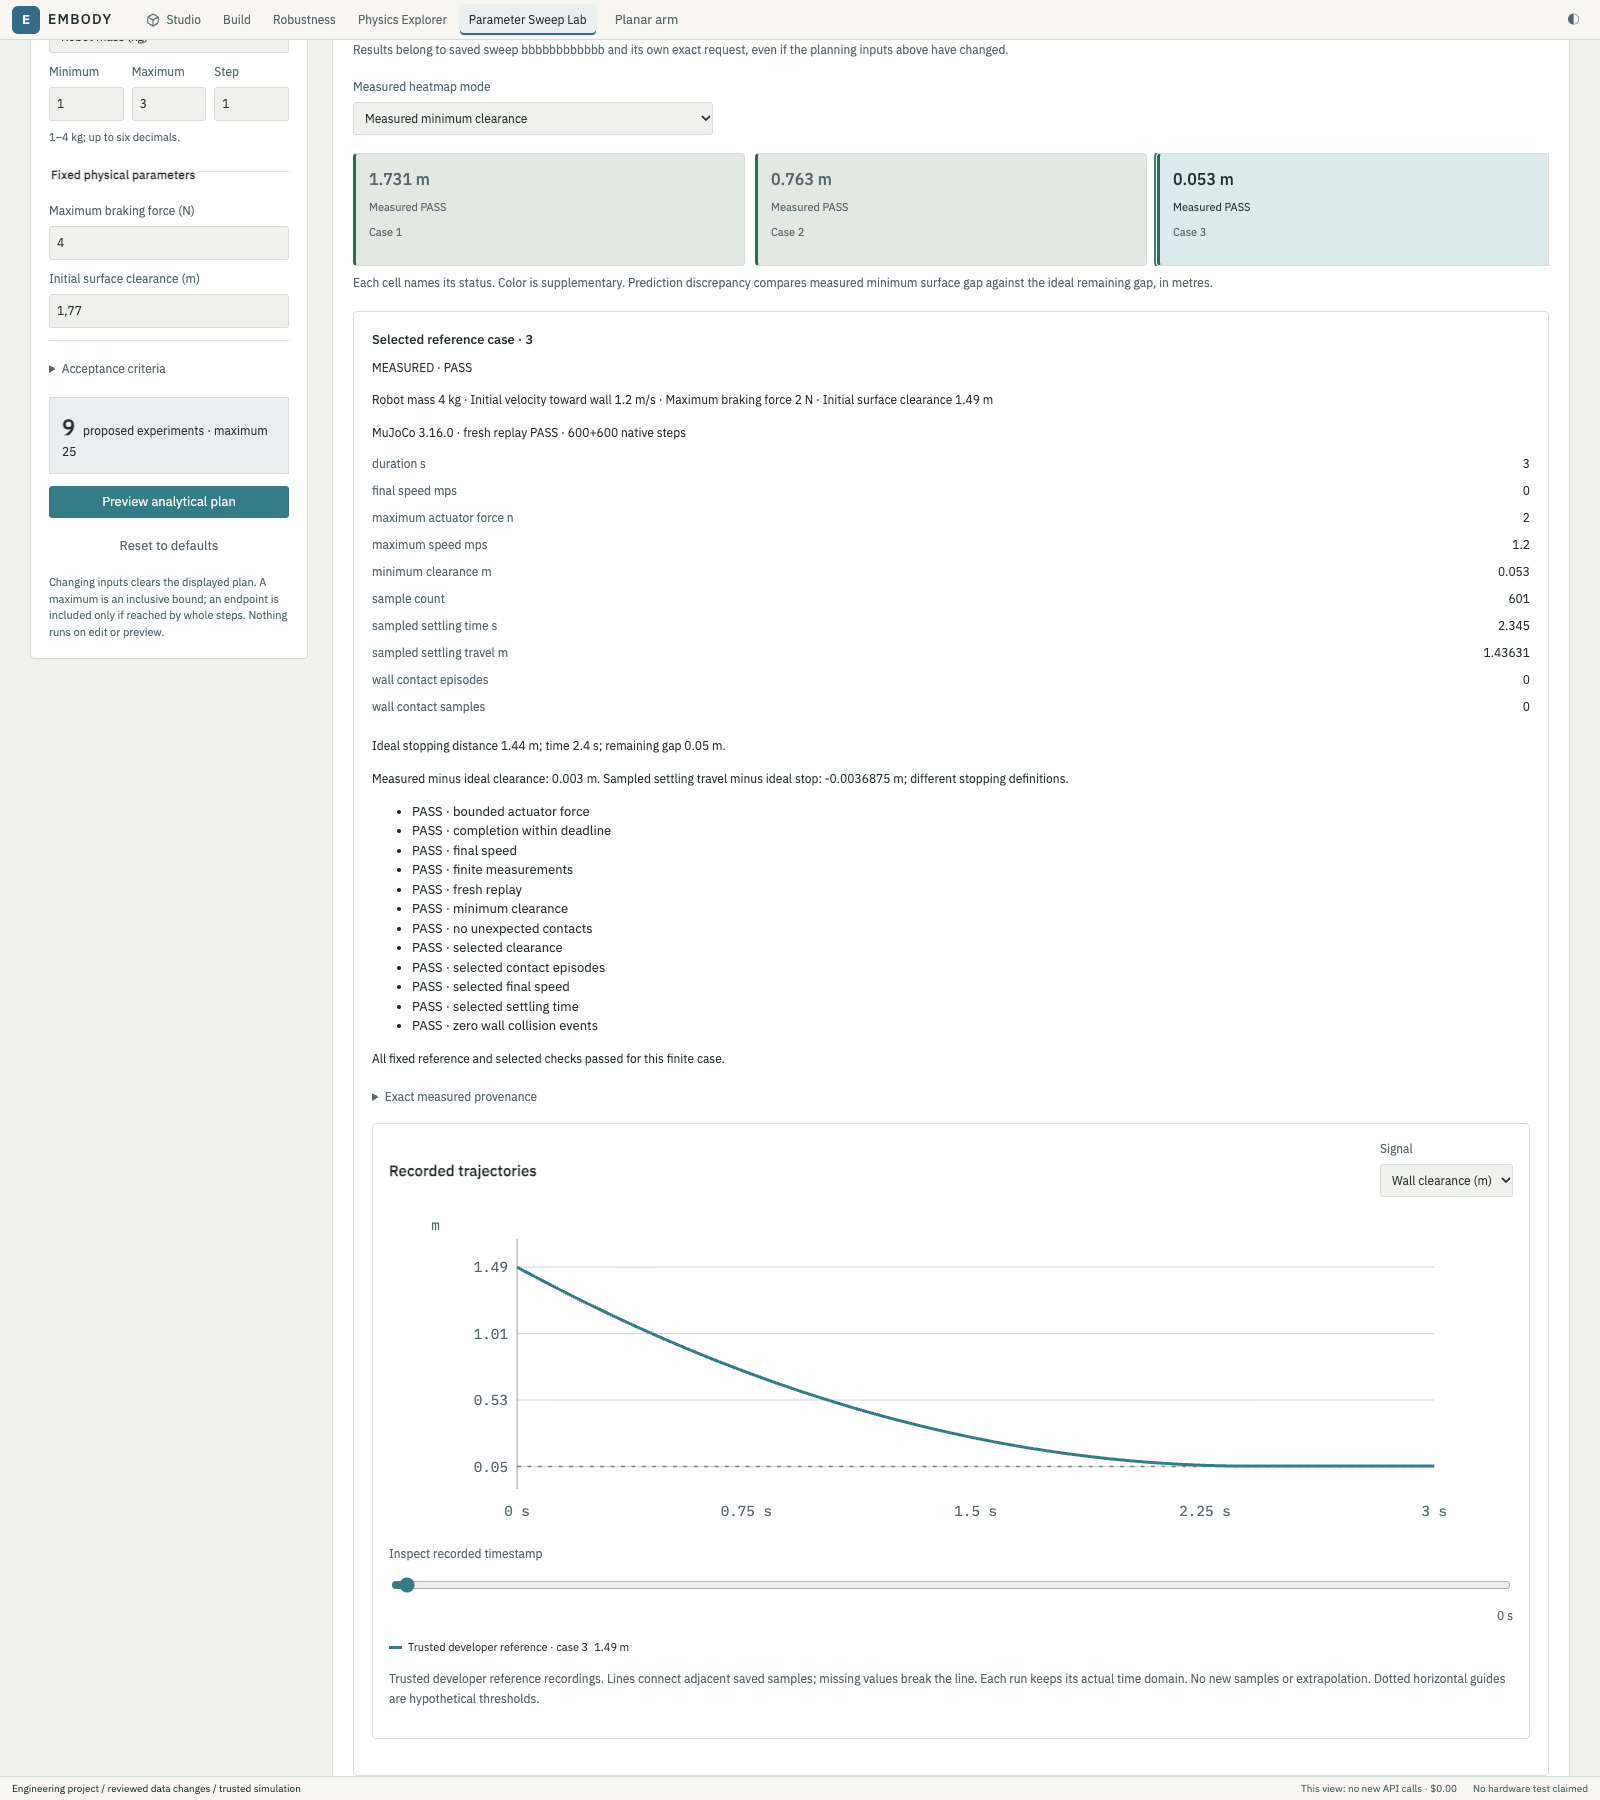 E EMBODY Studio Build Robustness Physics Explorer Parameter Sweep Lab Planar arm
Minimum Maximum Step
1 3 1
1–4 kg; up to six decimals.
Fixed physical parameters
Maximum braking force (N)
4
Initial surface clearance (m)
1,77
Acceptance criteria
9 proposed experiments · maximum
25
Preview analytical plan
Reset to defaults
Changing inputs clears the displayed plan. A
maximum is an inclusive bound; an endpoint is
included only if reached by whole steps. Nothing
runs on edit or preview.
Results belong to saved sweep bbbbbbbbbbbb and its own exact request, even if the planning inputs above have changed.
Measured heatmap mode
Measured minimum clearance
1.731 m
Measured PASS
Case 1
0.763 m
Measured PASS
Case 2
0.053 m
Measured PASS
Case 3
Each cell names its status. Color is supplementary. Prediction discrepancy compares measured minimum surface gap against the ideal remaining gap, in metres.
Selected reference case · 3
MEASURED · PASS
Robot mass 4 kg · Initial velocity toward wall 1.2 m/s · Maximum braking force 2 N · Initial surface clearance 1.49 m
MuJoCo 3.16.0 · fresh replay PASS · 600+600 native steps
duration s 3
final speed mps 0
maximum actuator force n 2
maximum speed mps 1.2
minimum clearance m 0.053
sample count 601
sampled settling time s 2.345
sampled settling travel m 1.43631
wall contact episodes 0
wall contact samples 0
Ideal stopping distance 1.44 m; time 2.4 s; remaining gap 0.05 m.
Measured minus ideal clearance: 0.003 m. Sampled settling travel minus ideal stop: -0.0036875 m; different stopping definitions.
• PASS · bounded actuator force
• PASS · completion within deadline
• PASS · final speed
• PASS · finite measurements
• PASS · fresh replay
• PASS · minimum clearance
• PASS · no unexpected contacts
• PASS · selected clearance
• PASS · selected contact episodes
• PASS · selected final speed
• PASS · selected settling time
• PASS · zero wall collision events
All fixed reference and selected checks passed for this finite case.
Exact measured provenance
Recorded trajectories
Signal
Wall clearance (m)
m
1.49
1.01
0.53
0.05
0 s 0.75 s 1.5 s 2.25 s 3 s
Inspect recorded timestamp
0 s
Trusted developer reference · case 3 1.49 m
Trusted developer reference recordings. Lines connect adjacent saved samples; missing values break the line. Each run keeps its actual time domain. No new samples or extrapolation. Dotted horizontal guides
are hypothetical thresholds.
Engineering project / reviewed data changes / trusted simulation
This view: no new API calls · $0.00 No hardware test claimed